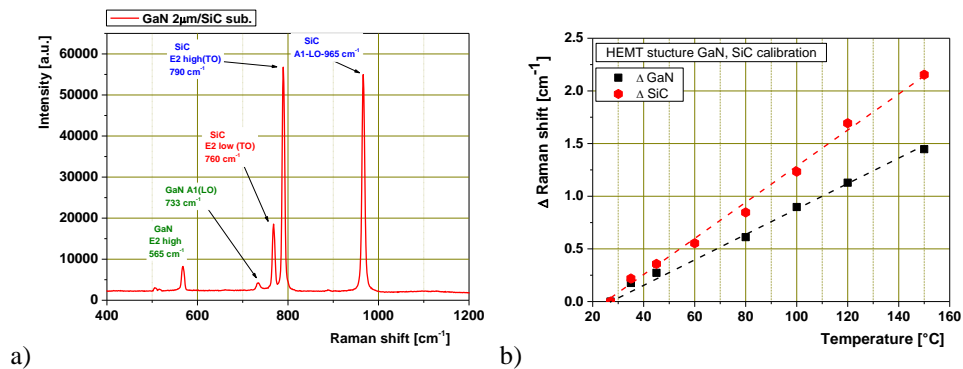 GaN 2µm/SiC sub.
Intensity [a.u.]
60000
50000
40000
30000
20000
10000
0
SiC
E2 high(TO)
790 cm⁻¹
SiC
A1-LO-965 cm⁻¹
SiC
E2 low (TO)
760 cm⁻¹
GaN A1(LO)
733 cm⁻¹
GaN
E2 high
565 cm⁻¹
400 600 800 1000 1200
Raman shift [cm⁻¹]
a)
HEMT stucture GaN, SiC calibration
Δ GaN
Δ SiC
Δ Raman shift [cm⁻¹]
2.5
2.0
1.5
1.0
0.5
0.0
20 40 60 80 100 120 140 160
Temperature [°C]
b)